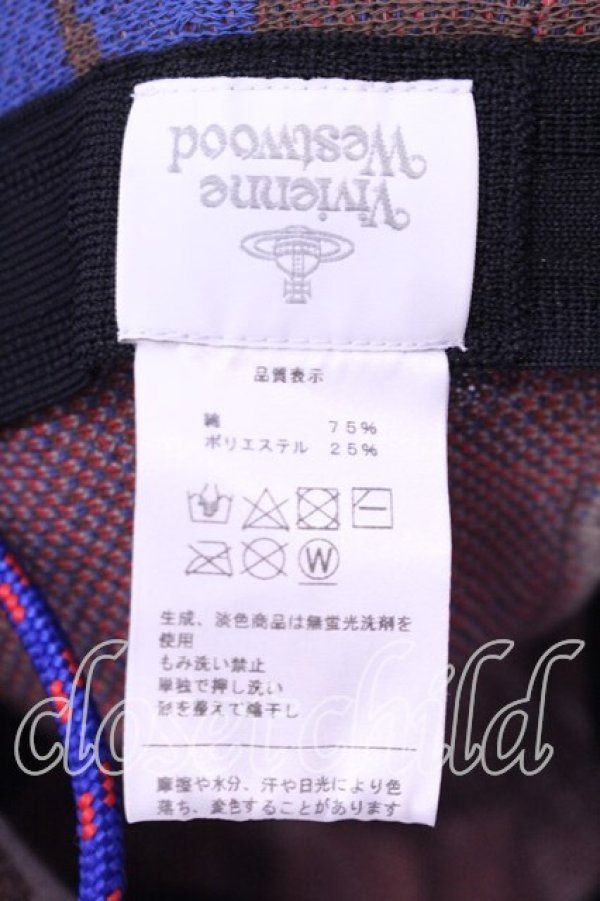 Vivienne
Westwood
品質表示
綿 75%
ポリエステル 25%
W
生成、淡色商品は無蛍光洗剤を
使用
もみ洗い禁止
単独で押し洗い
形を整えて陰干し
摩擦や水分、汗や日光により色
落ち、変色することがあります
closet child